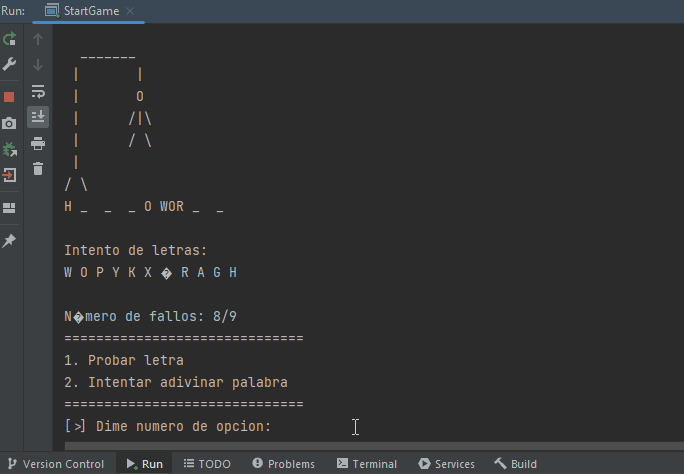 Run: StartGame
_______
|       |
|       O
|      /|\
|      / \
|
/ \
H _  _  _ O WOR _  _
Intento de letras:
W O P Y K X � R A G H
N�mero de fallos: 8/9
==============================
1. Probar letra
2. Intentar adivinar palabra
==============================
[>] Dime numero de opcion:
Version Control Run TODO Problems Terminal Services Build